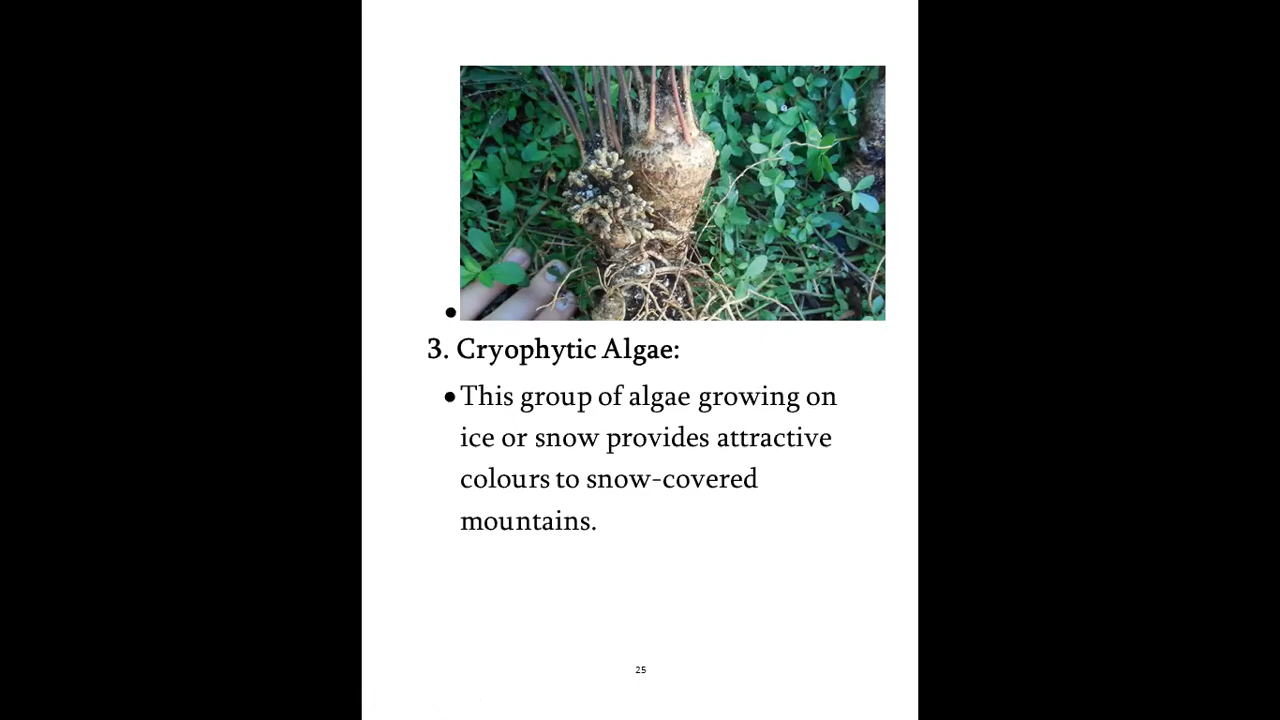 3. Cryophytic Algae:
• This group of algae growing on
ice or snow provides attractive
colours to snow-covered
mountains.
25